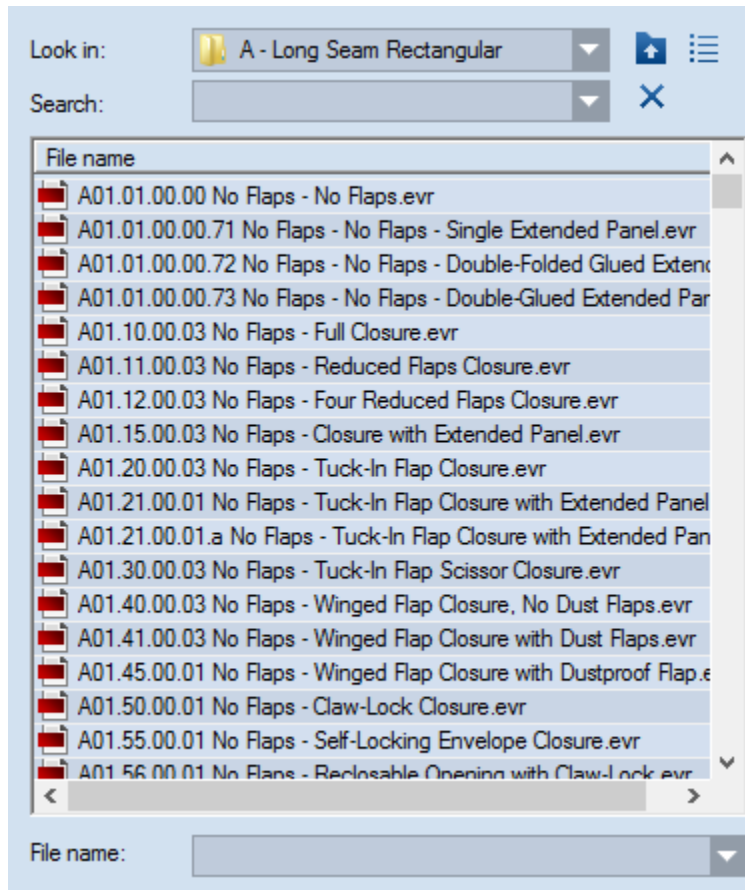 Look in: A - Long Seam Rectangular
Search:
File name
A01.01.00.00 No Flaps - No Flaps.evr
A01.01.00.00.71 No Flaps - No Flaps - Single Extended Panel.evr
A01.01.00.00.72 No Flaps - No Flaps - Double-Folded Glued Extend
A01.01.00.00.73 No Flaps - No Flaps - Double-Glued Extended Par
A01.10.00.03 No Flaps - Full Closure.evr
A01.11.00.03 No Flaps - Reduced Flaps Closure.evr
A01.12.00.03 No Flaps - Four Reduced Flaps Closure.evr
A01.15.00.03 No Flaps - Closure with Extended Panel.evr
A01.20.00.03 No Flaps - Tuck-In Flap Closure.evr
A01.21.00.01 No Flaps - Tuck-In Flap Closure with Extended Panel
A01.21.00.01.a No Flaps - Tuck-In Flap Closure with Extended Pan
A01.30.00.03 No Flaps - Tuck-In Flap Scissor Closure.evr
A01.40.00.03 No Flaps - Winged Flap Closure, No Dust Flaps.evr
A01.41.00.03 No Flaps - Winged Flap Closure with Dust Flaps.evr
A01.45.00.01 No Flaps - Winged Flap Closure with Dustproof Flap.e
A01.50.00.01 No Flaps - Claw-Lock Closure.evr
A01.55.00.01 No Flaps - Self-Locking Envelope Closure.evr
A01.56.00.01 No Flaps - Reclosable Opening with Claw-Lock.evr
File name: